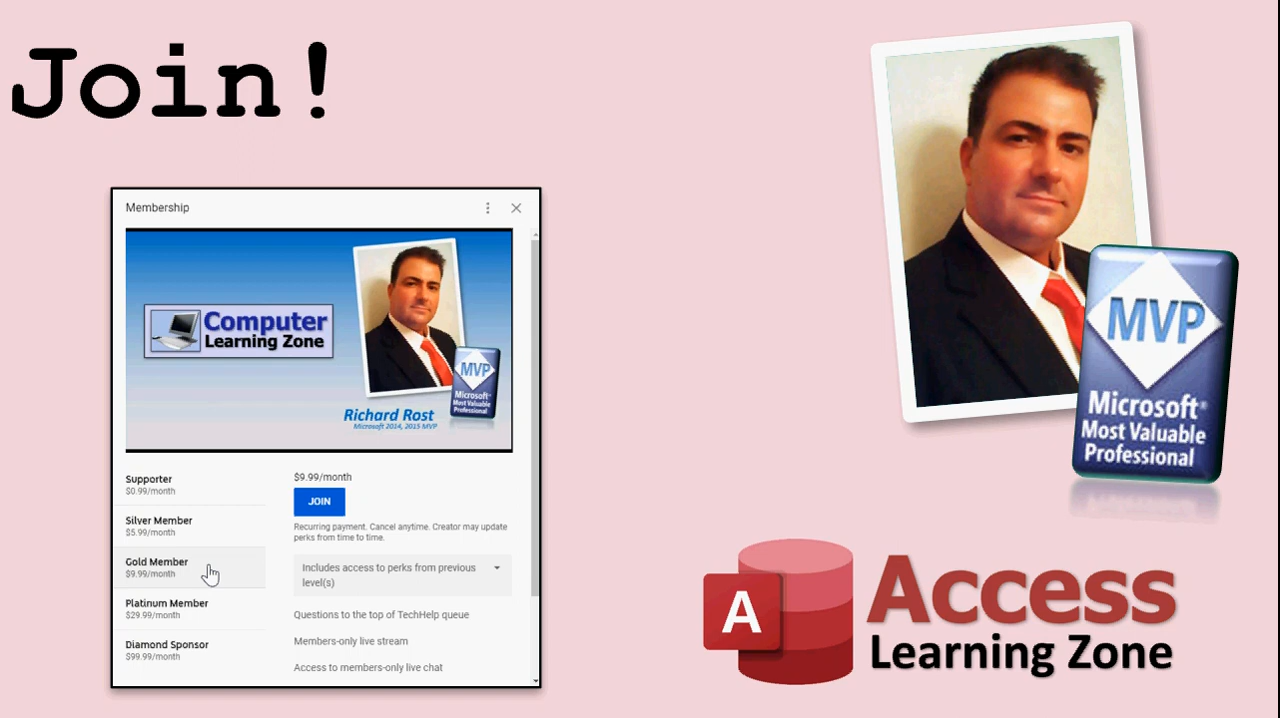 Join!
Membership
Computer
Learning Zone
MVP
Microsoft®
Most Valuable
Professional
Richard Rost
Microsoft 2014, 2015 MVP
Supporter
$0.99/month
Silver Member
$5.99/month
Gold Member
$9.99/month
Platinum Member
$29.99/month
Diamond Sponsor
$99.99/month
$9.99/month
JOIN
Recurring payment. Cancel anytime. Creator may update
perks from time to time.
Includes access to perks from previous
level(s)
Questions to the top of TechHelp queue
Members-only live stream
Access to members-only live chat
MVP
Microsoft®
Most Valuable
Professional
A
Access
Learning Zone